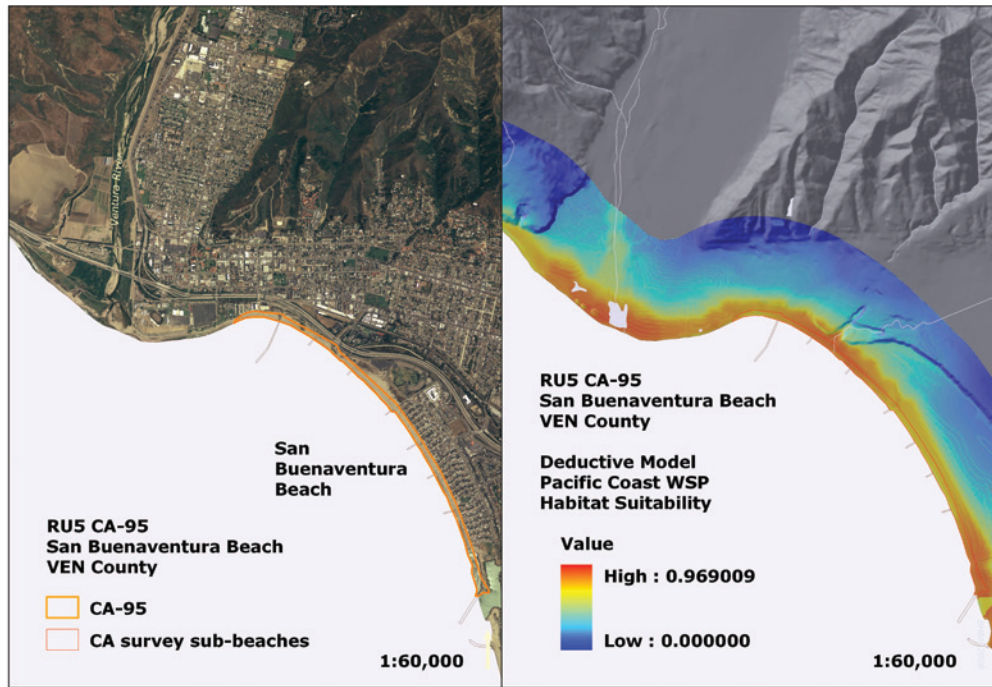 Ventura River
San
Buenaventura
Beach
RU5 CA-95
San Buenaventura Beach
VEN County
CA-95
CA survey sub-beaches
1:60,000
RU5 CA-95
San Buenaventura Beach
VEN County
Deductive Model
Pacific Coast WSP
Habitat Suitability
Value
High : 0.969009
Low : 0.000000
1:60,000